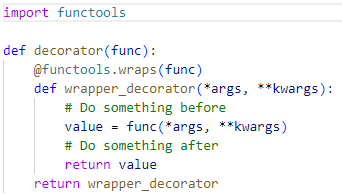 import functools
def decorator(func):
    @functools.wraps(func)
    def wrapper_decorator(*args, **kwargs):
        # Do something before
        value = func(*args, **kwargs)
        # Do something after
        return value
    return wrapper_decorator